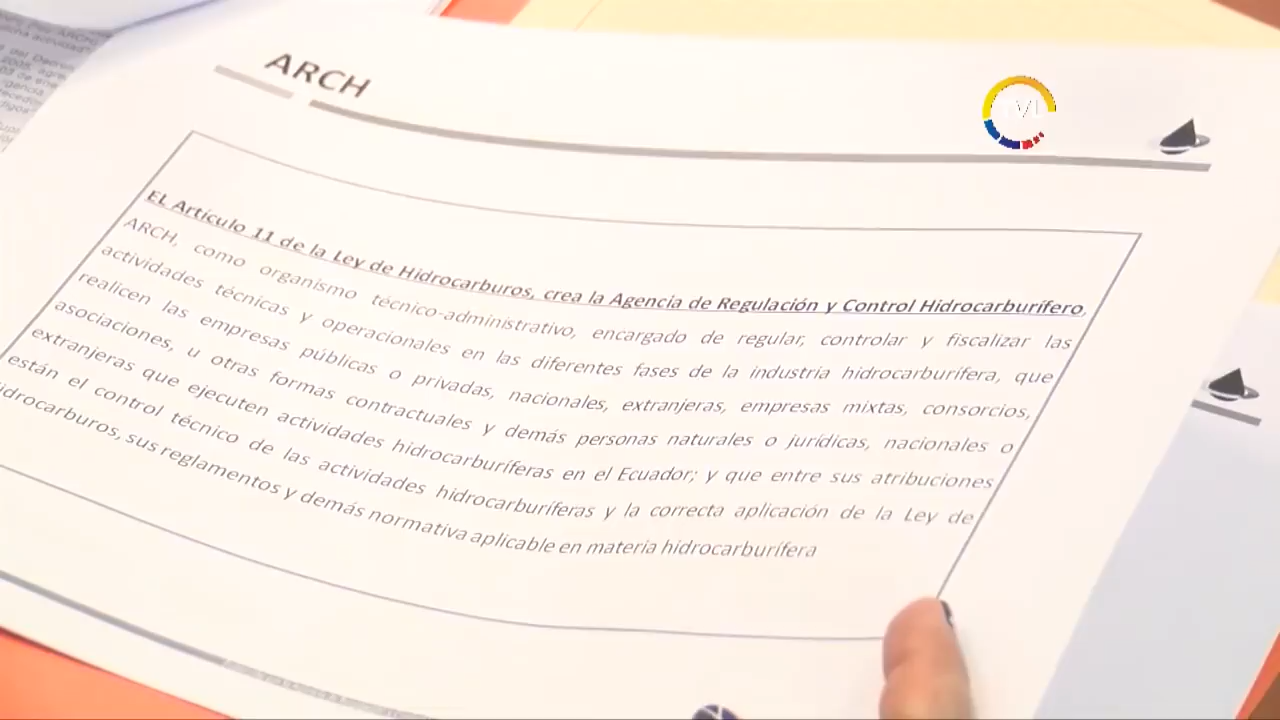 ARCH
EL Artículo 11 de la Ley de Hidrocarburos, crea la Agencia de Regulación y Control Hidrocarburífero,
ARCH, como organismo técnico-administrativo, encargado de regular, controlar y fiscalizar las
actividades técnicas y operacionales en las diferentes fases de la industria hidrocarburífera, que
realicen las empresas públicas o privadas, nacionales, extranjeras, empresas mixtas, consorcios,
asociaciones, u otras formas contractuales y demás personas naturales o jurídicas, nacionales o
extranjeras que ejecuten actividades hidrocarburíferas en el Ecuador; y que entre sus atribuciones
están el control técnico de las actividades hidrocarburíferas y la correcta aplicación de la Ley de
hidrocarburos, sus reglamentos y demás normativa aplicable en materia hidrocarburífera